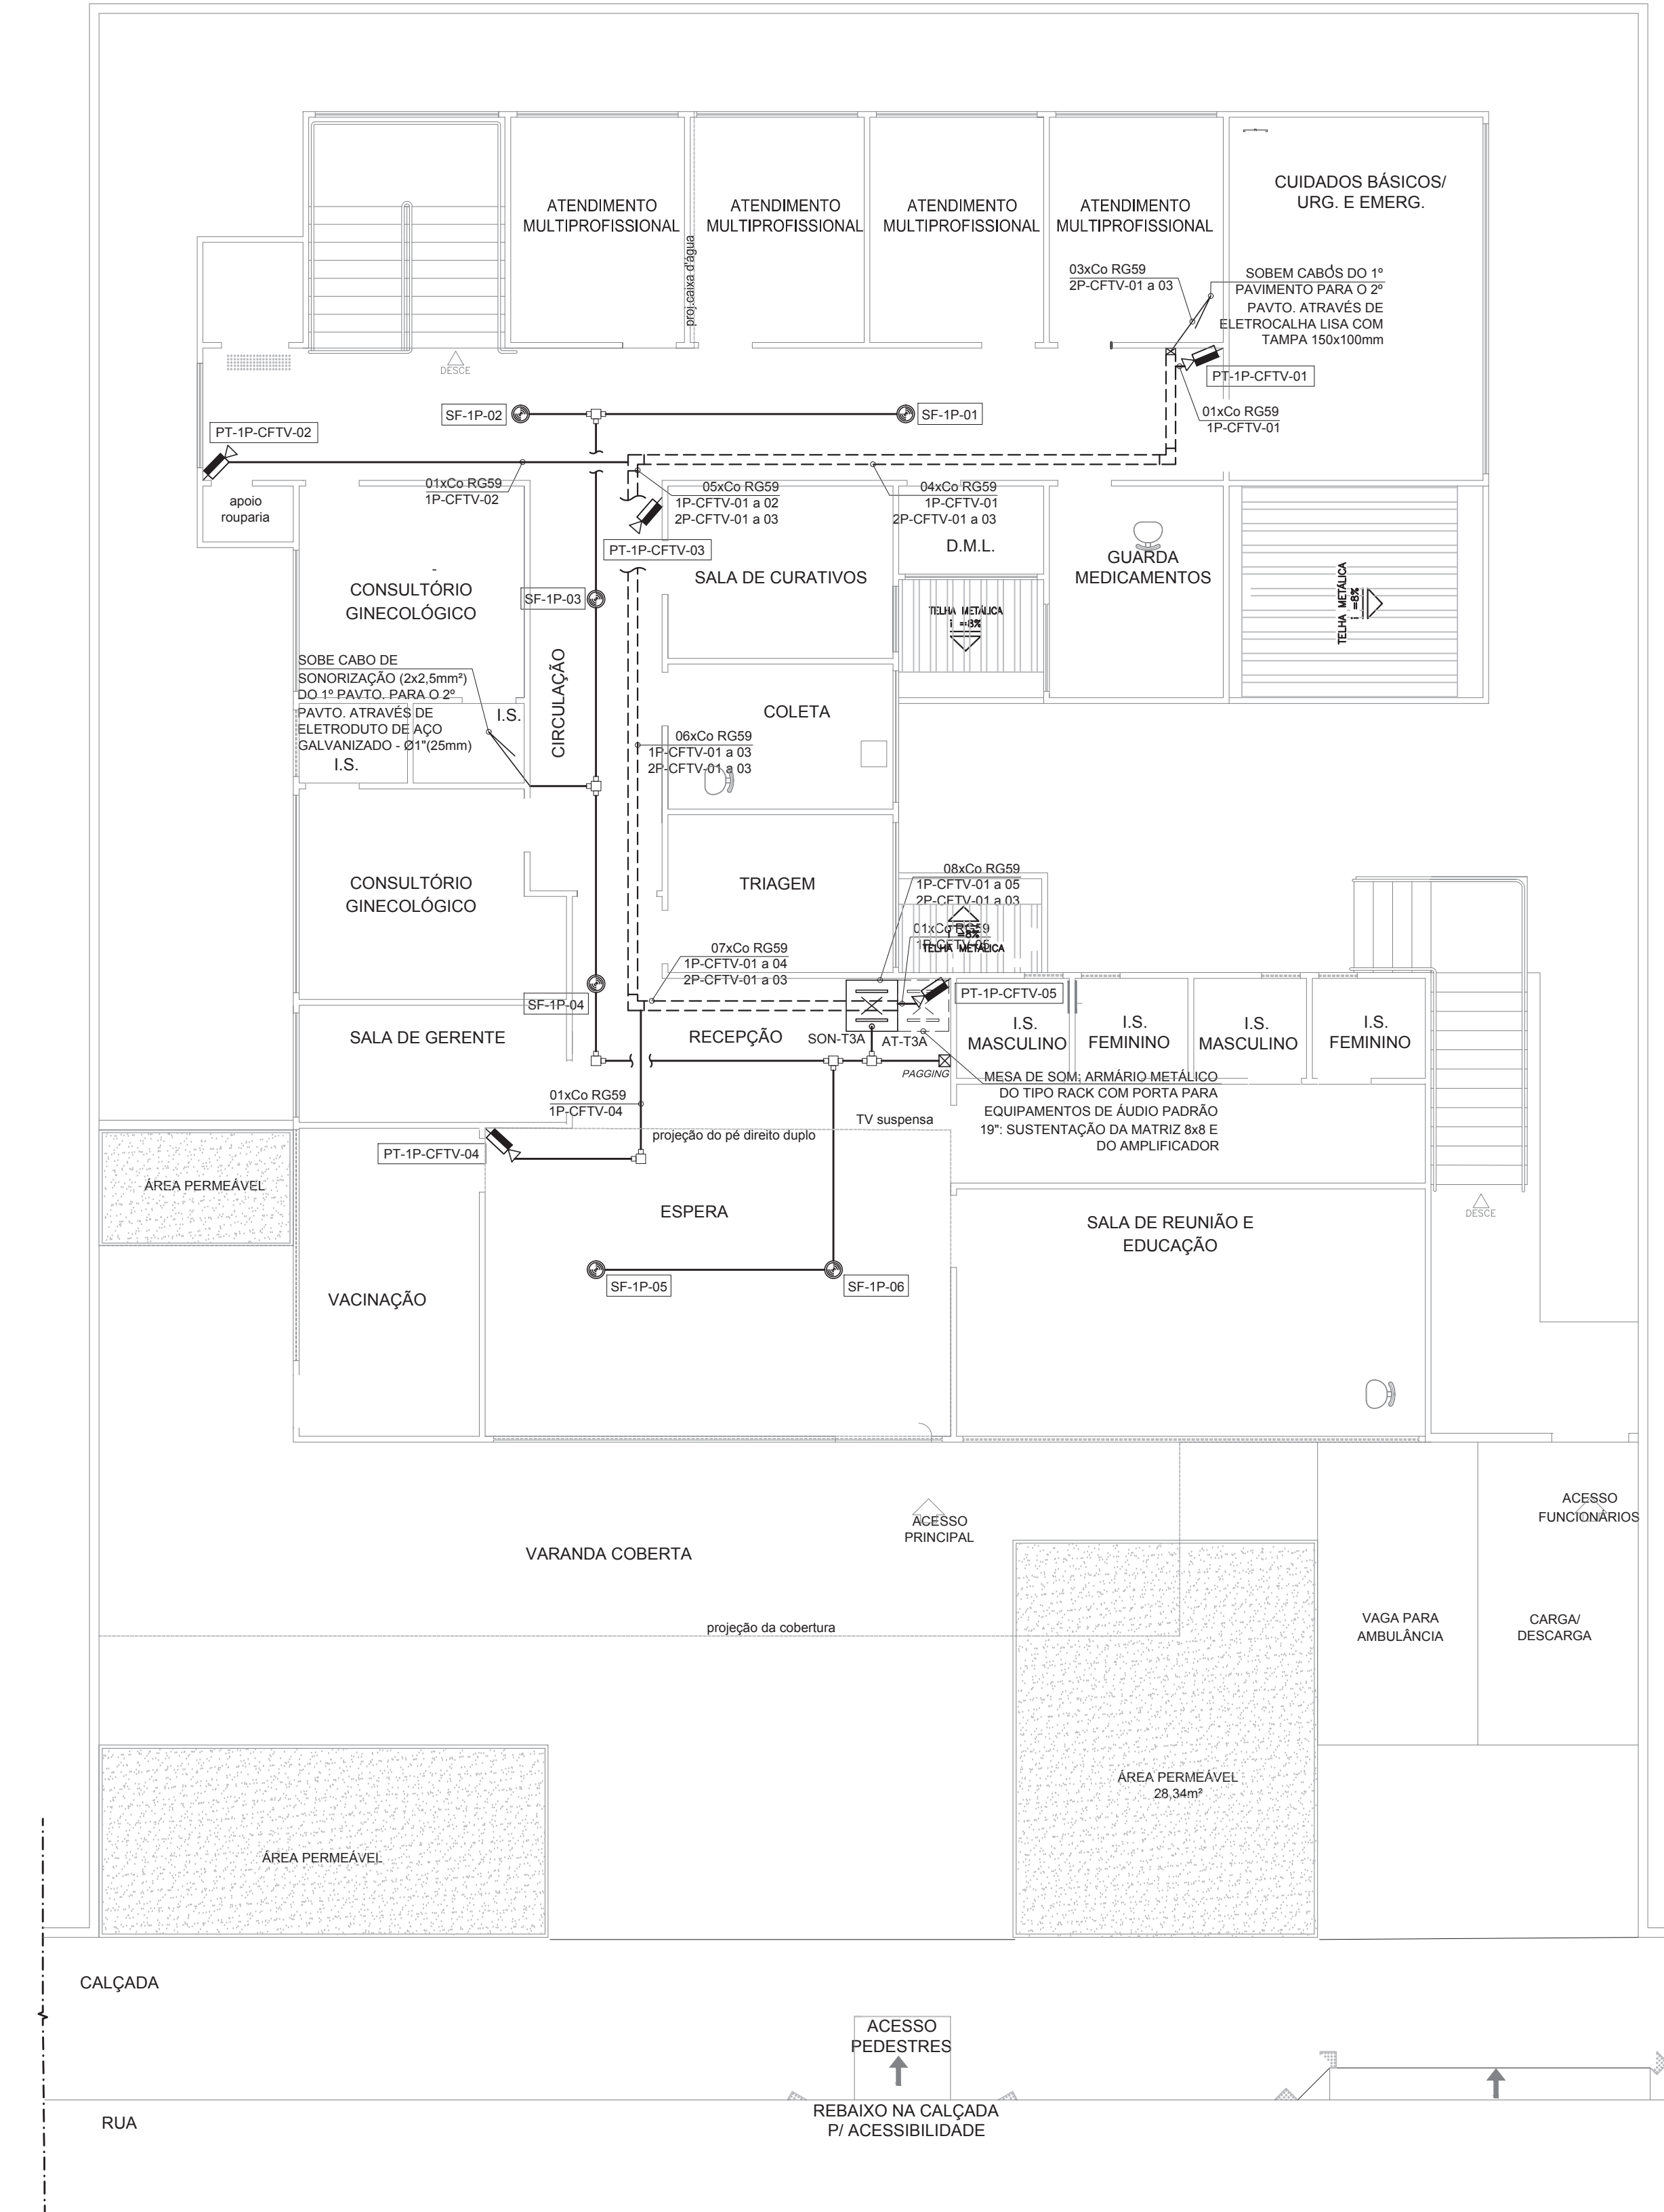 ATENDIMENTO
MULTIPROFISSIONAL
ATENDIMENTO
MULTIPROFISSIONAL
ATENDIMENTO
MULTIPROFISSIONAL
ATENDIMENTO
MULTIPROFISSIONAL
CUIDADOS BÁSICOS/
URG. E EMERG.
proj.caixa d'água
03xCo RG59
2P-CFTV-01 a 03
SOBEM CABOS DO 1º
PAVIMENTO PARA O 2º
PAVTO. ATRAVÉS DE
ELETROCALHA LISA COM
TAMPA 150x100mm
DESCE
PT-1P-CFTV-01
01xCo RG59
1P-CFTV-01
SF-1P-02
SF-1P-01
PT-1P-CFTV-02
01xCo RG59
1P-CFTV-02
apoio
rouparia
05xCo RG59
1P-CFTV-01 a 02
2P-CFTV-01 a 03
04xCo RG59
1P-CFTV-01
2P-CFTV-01 a 03
PT-1P-CFTV-03
D.M.L.
GUARDA
MEDICAMENTOS
SALA DE CURATIVOS
-
CONSULTÓRIO
GINECOLÓGICO
SF-1P-03
TELHA METÁLICA
i =8%
TELHA METÁLICA
i =8%
SOBE CABO DE
SONORIZAÇÃO (2x2,5mm²)
DO 1º PAVTO. PARA O 2º
PAVTO. ATRAVÉS DE
ELETRODUTO DE AÇO
GALVANIZADO - Ø1"(25mm)
I.S.
I.S.
CIRCULAÇÃO
COLETA
06xCo RG59
1P-CFTV-01 a 03
2P-CFTV-01 a 03
CONSULTÓRIO
GINECOLÓGICO
TRIAGEM
08xCo RG59
1P-CFTV-01 a 05
2P-CFTV-01 a 03
01xCo RG59
1P-CFTV-05
i =8%
TELHA METÁLICA
07xCo RG59
1P-CFTV-01 a 04
2P-CFTV-01 a 03
PT-1P-CFTV-05
SF-1P-04
SALA DE GERENTE
RECEPÇÃO
SON-T3A
AT-T3A
I.S.
MASCULINO
I.S.
FEMININO
I.S.
MASCULINO
I.S.
FEMININO
PAGGING
MESA DE SOM; ARMÁRIO METÁLICO
DO TIPO RACK COM PORTA PARA
EQUIPAMENTOS DE ÁUDIO PADRÃO
19": SUSTENTAÇÃO DA MATRIZ 8x8 E
DO AMPLIFICADOR
01xCo RG59
1P-CFTV-04
TV suspensa
projeção do pé direito duplo
PT-1P-CFTV-04
ÁREA PERMEÁVEL
ESPERA
DESCE
SALA DE REUNIÃO E
EDUCAÇÃO
SF-1P-05
SF-1P-06
VACINAÇÃO
ACESSO
PRINCIPAL
ACESSO
FUNCIONÁRIOS
VARANDA COBERTA
projeção da cobertura
VAGA PARA
AMBULÂNCIA
CARGA/
DESCARGA
ÁREA PERMEÁVEL
28,34m²
ÁREA PERMEÁVEL
CALÇADA
ACESSO
PEDESTRES
RUA
REBAIXO NA CALÇADA
P/ ACESSIBILIDADE